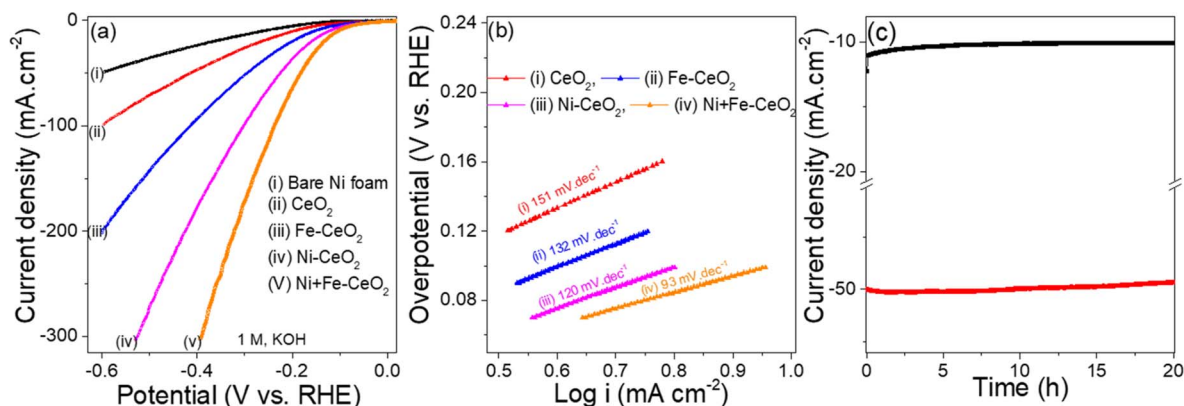 (a)
Current density (mA.cm⁻²)
0
-100
-200
-300
(i)
(ii)
(iii)
(iv)
(v)
(i) Bare Ni foam
(ii) CeO₂
(iii) Fe-CeO₂
(iv) Ni-CeO₂
(V) Ni+Fe-CeO₂
1 M, KOH
-0.6 -0.4 -0.2 0.0
Potential (V vs. RHE)
(b)
Overpotential (V vs. RHE)
0.24
0.20
0.16
0.12
0.08
(i) CeO₂, (ii) Fe-CeO₂
(iii) Ni-CeO₂, (iv) Ni+Fe-CeO₂
(i) 151 mV.dec⁻¹
(ii) 132 mV.dec⁻¹
(iii) 120 mV.dec⁻¹
(iv) 93 mV.dec⁻¹
0.4 0.5 0.6 0.7 0.8 0.9 1.0
Log i (mA cm⁻²)
(c)
Current density (mA.cm⁻²)
-10
-20
-50
0 5 10 15 20
Time (h)